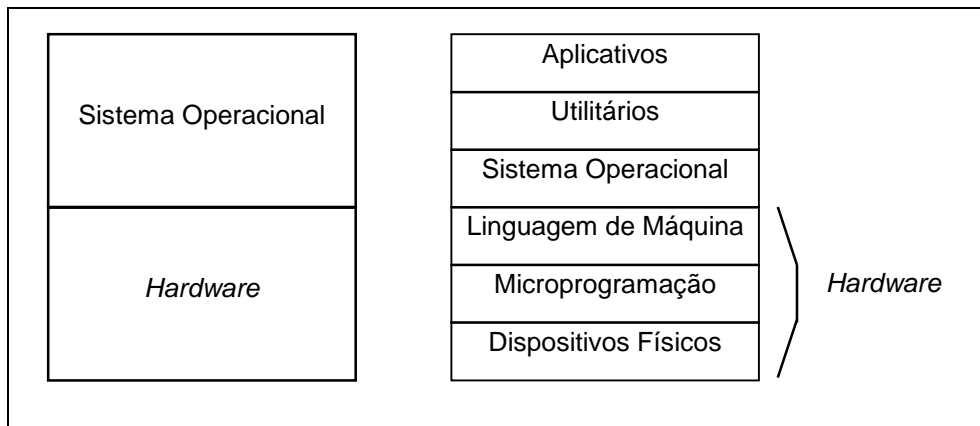 Sistema Operacional
Hardware
Aplicativos
Utilitários
Sistema Operacional
Linguagem de Máquina
Microprogramação
Dispositivos Físicos
Hardware